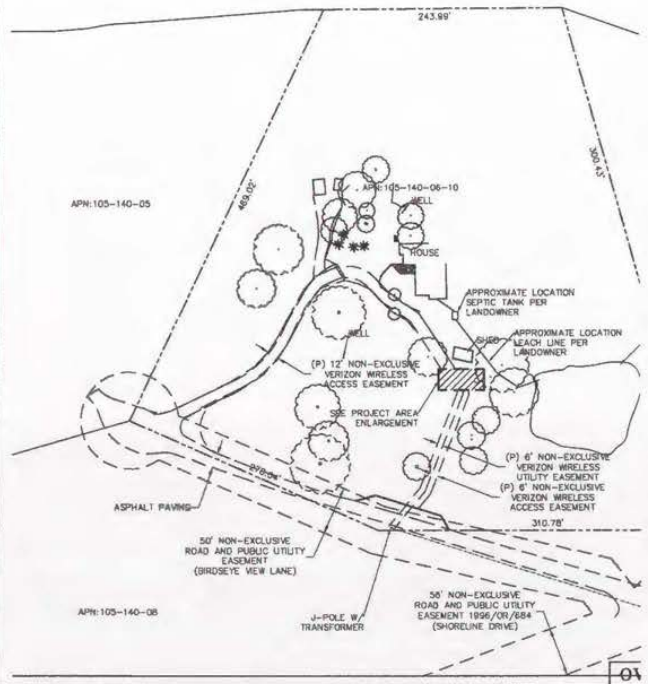 243.99'
300.43'
469.02'
APN:105-140-05
APN:105-140-06-10
WELL
HOUSE
APPROXIMATE LOCATION
SEPTIC TANK PER
LANDOWNER
SHED
APPROXIMATE LOCATION
LEACH LINE PER
LANDOWNER
WELL
(P) 12' NON-EXCLUSIVE
VERIZON WIRELESS
ACCESS EASEMENT
SEE PROJECT AREA
ENLARGEMENT
(P) 6' NON-EXCLUSIVE
VERIZON WIRELESS
UTILITY EASEMENT
(P) 6' NON-EXCLUSIVE
VERIZON WIRELESS
ACCESS EASEMENT
ASPHALT PAVING
310.78'
50' NON-EXCLUSIVE
ROAD AND PUBLIC UTILITY
EASEMENT
(BIRDSEYE VIEW LANE)
APN:105-140-08
J-POLE W/
TRANSFORMER
56' NON-EXCLUSIVE
ROAD AND PUBLIC UTILITY
EASEMENT 1996/OR/684
(SHORELINE DRIVE)